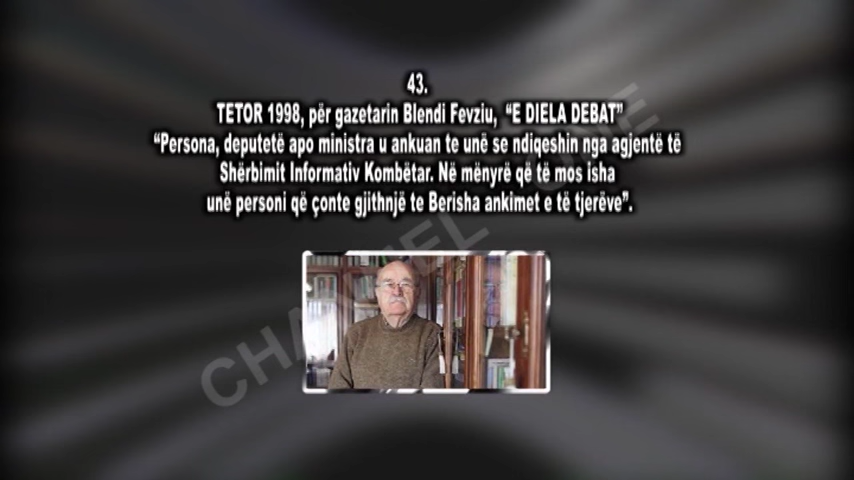 43.
TETOR 1998, për gazetarin Blendi Fevziu, “E DIELA DEBAT”
“Persona, deputetë apo ministra u ankuan te unë se ndiqeshin nga agjentë të
Shërbimit Informativ Kombëtar. Në mënyrë që të mos isha
unë personi që çonte gjithnjë te Berisha ankimet e të tjerëve”.
CHANNEL ONE